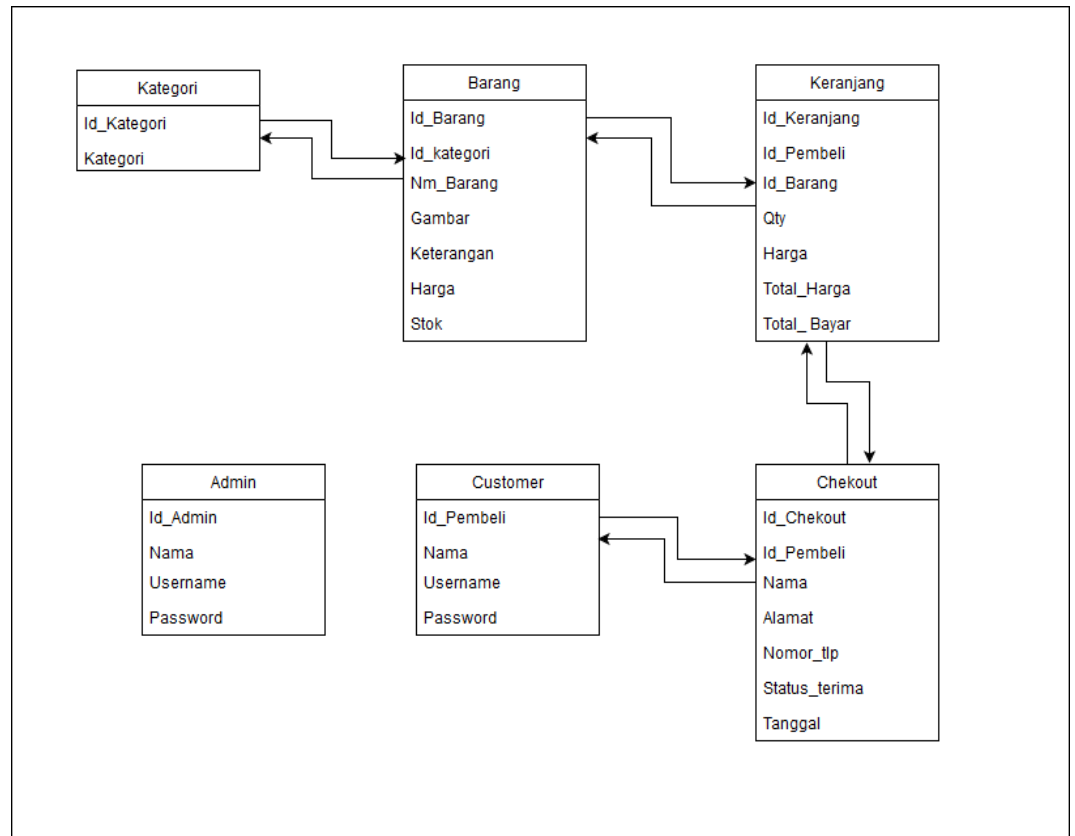 Kategori
Id_Kategori
Kategori
Barang
Id_Barang
Id_kategori
Nm_Barang
Gambar
Keterangan
Harga
Stok
Keranjang
Id_Keranjang
Id_Pembeli
Id_Barang
Qty
Harga
Total_Harga
Total_ Bayar
Admin
Id_Admin
Nama
Username
Password
Customer
Id_Pembeli
Nama
Username
Password
Chekout
Id_Chekout
Id_Pembeli
Nama
Alamat
Nomor_tlp
Status_terima
Tanggal